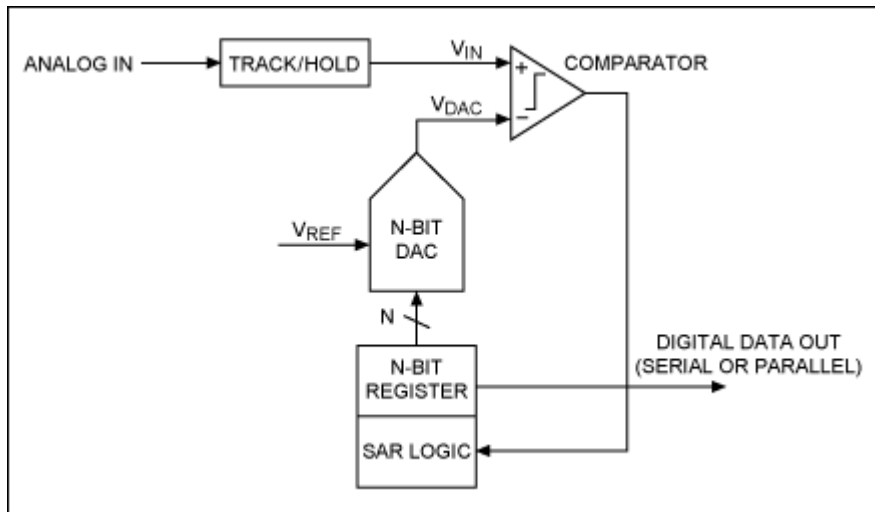 ANALOG IN
TRACK/HOLD
VIN
COMPARATOR
+
VDAC
−
N-BIT
DAC
VREF
N
N-BIT
REGISTER
DIGITAL DATA OUT
(SERIAL OR PARALLEL)
SAR LOGIC